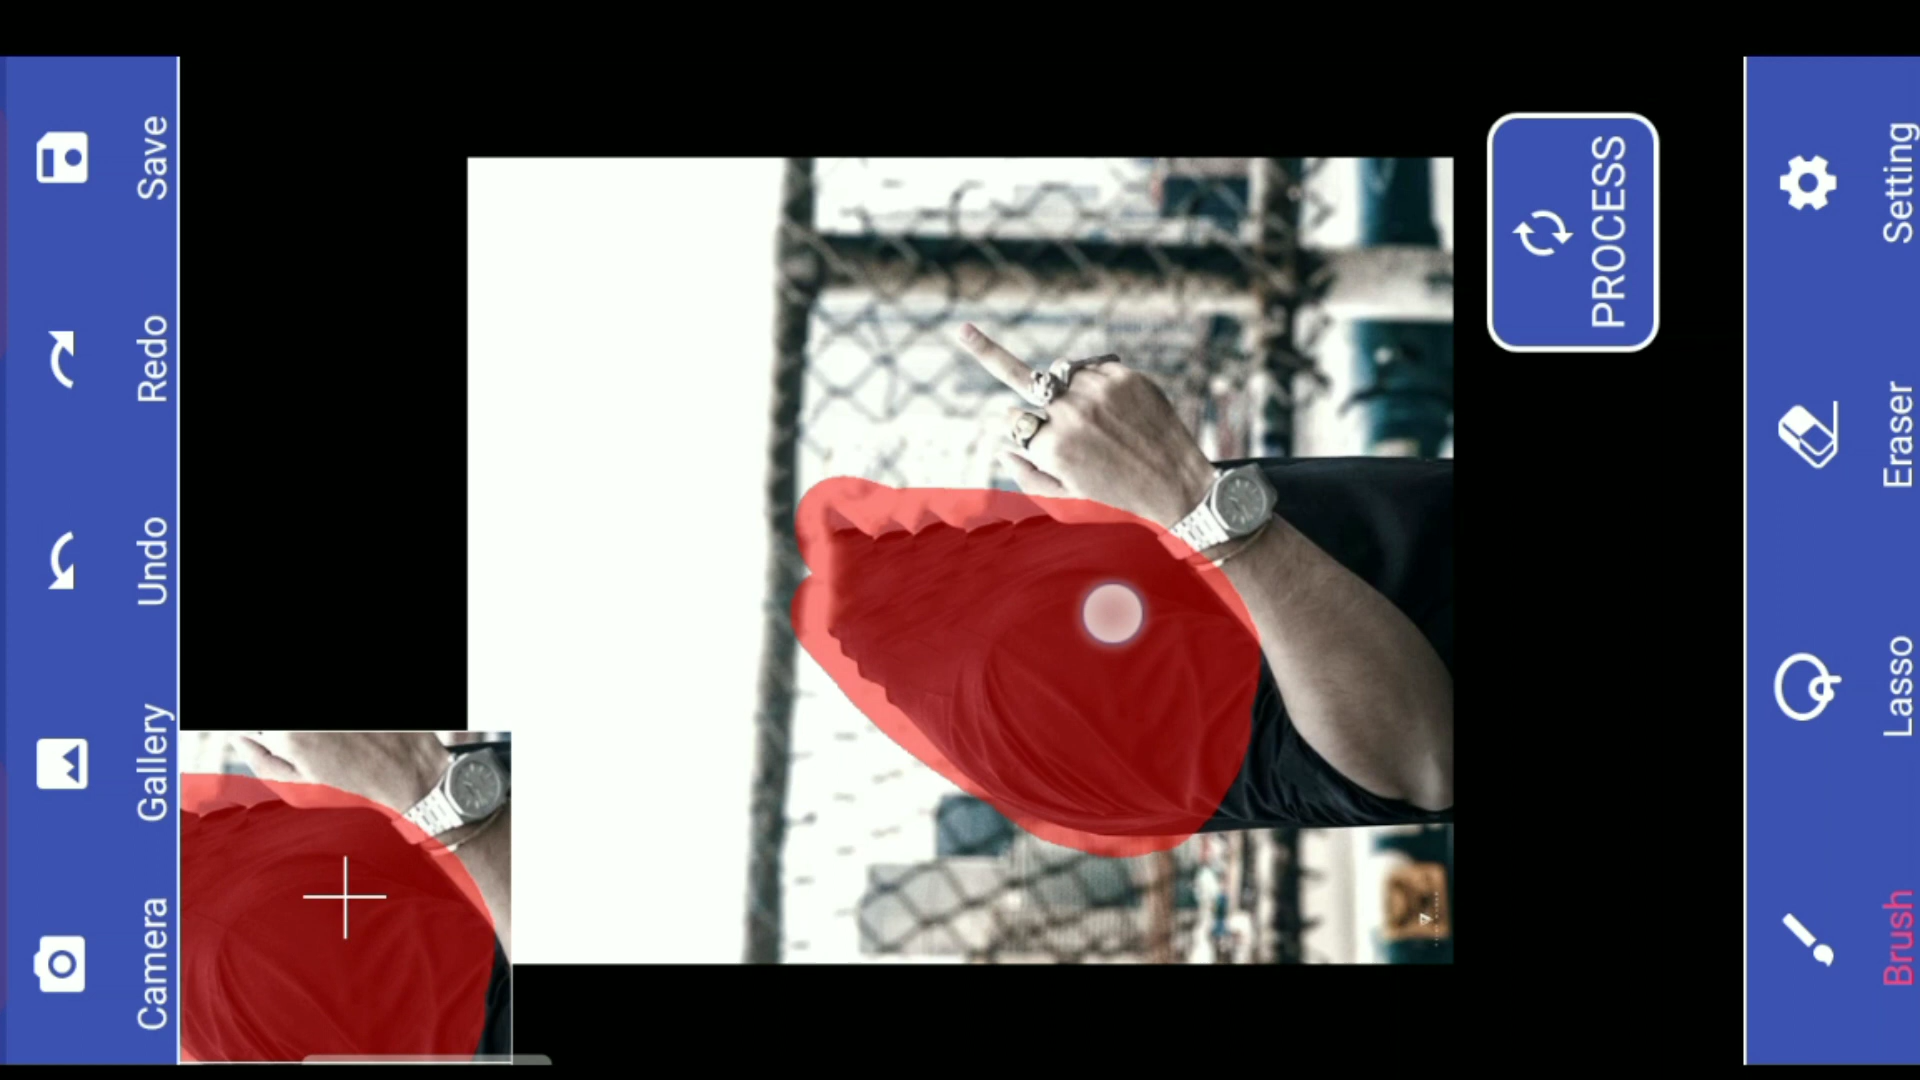 Camera
Gallery
Undo
Redo
Save
PROCESS
Brush
Lasso
Eraser
Setting